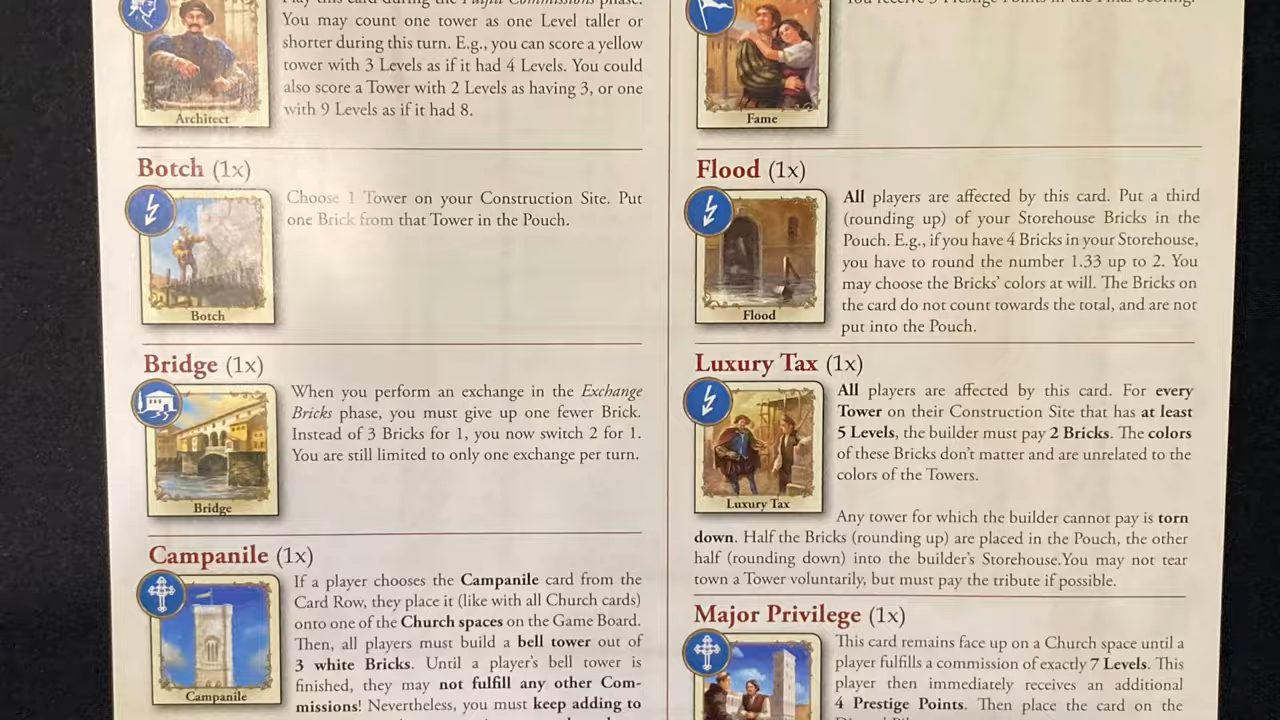 Play this card during the Fulfill Commissions phase.
You may count one tower as one Level taller or
shorter during this turn. E.g., you can score a yellow
tower with 3 Levels as if it had 4 Levels. You could
also score a Tower with 2 Levels as having 3, or one
with 9 Levels as if it had 8.
Architect
Botch (1x)
Choose 1 Tower on your Construction Site. Put
one Brick from that Tower in the Pouch.
Botch
Bridge (1x)
When you perform an exchange in the Exchange
Bricks phase, you must give up one fewer Brick.
Instead of 3 Bricks for 1, you now switch 2 for 1.
You are still limited to only one exchange per turn.
Bridge
Campanile (1x)
If a player chooses the Campanile card from the
Card Row, they place it (like with all Church cards)
onto one of the Church spaces on the Game Board.
Then, all players must build a bell tower out of
3 white Bricks. Until a player's bell tower is
finished, they may not fulfill any other Com-
missions! Nevertheless, you must keep adding to
Campanile
You receive 3 Prestige Points in the Final Scoring.
Fame
Flood (1x)
All players are affected by this card. Put a third
(rounding up) of your Storehouse Bricks in the
Pouch. E.g., if you have 4 Bricks in your Storehouse,
you have to round the number 1.33 up to 2. You
may choose the Bricks' colors at will. The Bricks on
the card do not count towards the total, and are not
put into the Pouch.
Flood
Luxury Tax (1x)
All players are affected by this card. For every
Tower on their Construction Site that has at least
5 Levels, the builder must pay 2 Bricks. The colors
of these Bricks don't matter and are unrelated to the
colors of the Towers.
Luxury Tax
Any tower for which the builder cannot pay is torn
down. Half the Bricks (rounding up) are placed in the Pouch, the other
half (rounding down) into the builder's Storehouse.You may not tear
town a Tower voluntarily, but must pay the tribute if possible.
Major Privilege (1x)
This card remains face up on a Church space until a
player fulfills a commission of exactly 7 Levels. This
player then immediately receives an additional
4 Prestige Points. Then place the card on the